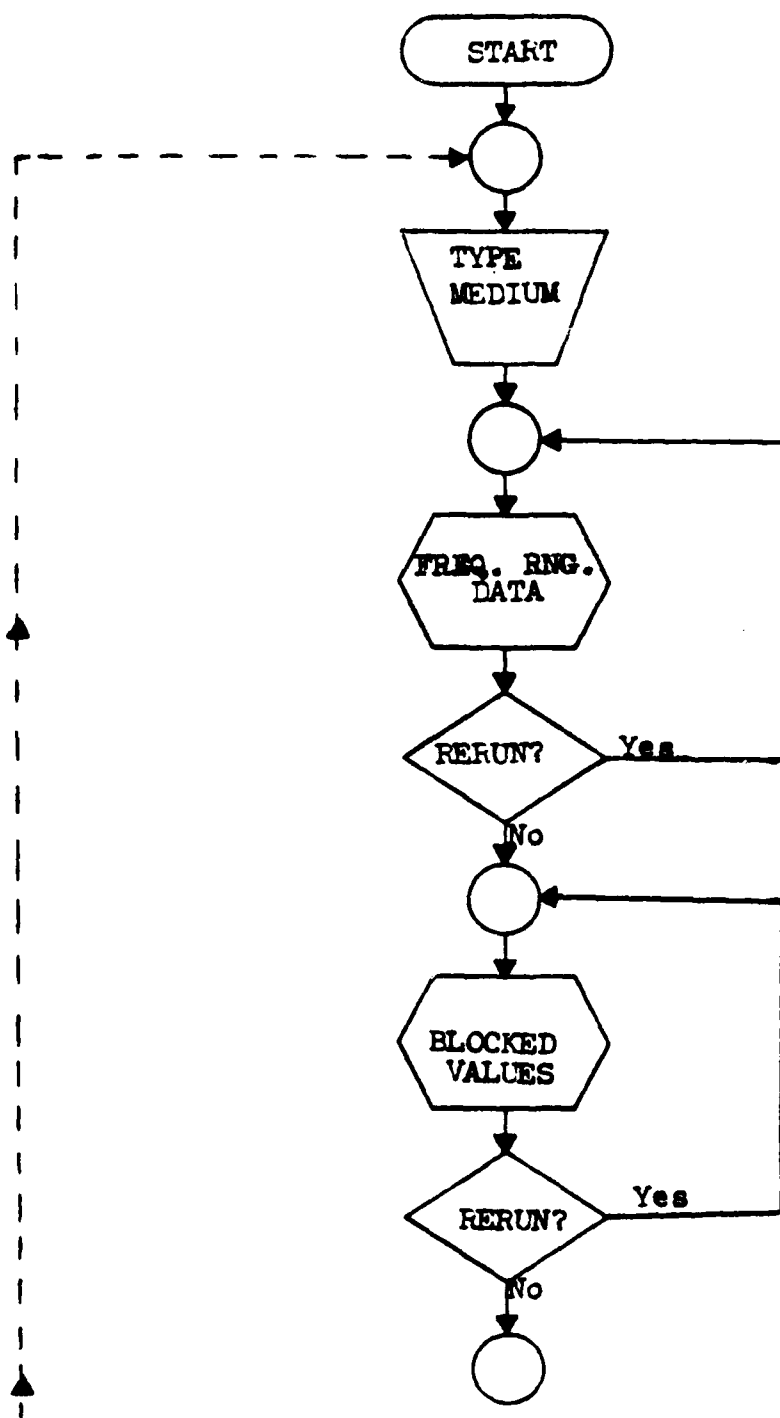 START
TYPE
MEDIUM
FREQ. RNG.
DATA
RERUN?
Yes
No
BLOCKED
VALUES
RERUN?
Yes
No